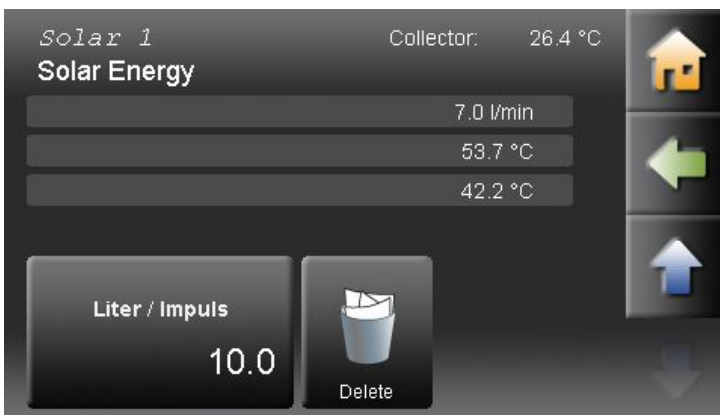 Solar 1 Collector: 26.4 °C
Solar Energy
7.0 l/min
53.7 °C
42.2 °C
Liter / Impuls
10.0
Delete